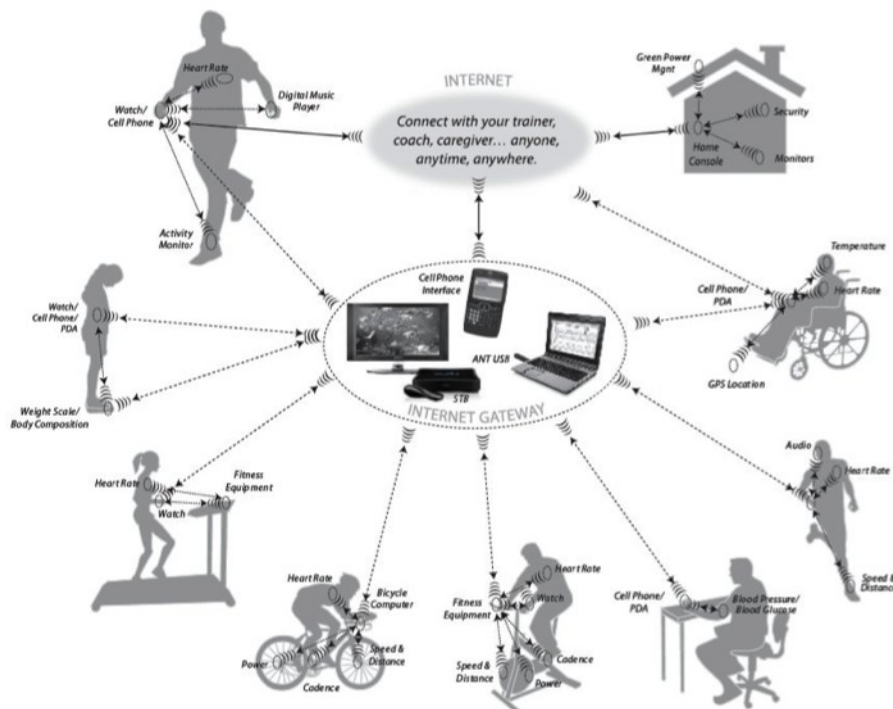 INTERNET
Connect with your trainer,
coach, caregiver... anyone,
anytime, anywhere.
Heart Rate
Digital Music
Player
Watch/
Cell Phone
Activity
Monitor
Green Power
Mgnt
Security
Home
Console
Monitors
Temperature
Cell Phone/
PDA
Heart Rate
GPS Location
Cell Phone
Interface
ANT USB
STB
INTERNET GATEWAY
Watch/
Cell Phone/
PDA
Weight Scale/
Body Composition
Heart Rate
Fitness
Equipment
Watch
Audio
Heart Rate
Speed &
Distance
Heart Rate
Bicycle
Computer
Power
Cadence
Speed &
Distance
Heart Rate
Fitness
Equipment
Watch
Speed &
Distance
Cadence
Power
Cell Phone/
PDA
Blood Pressure/
Blood Glucose